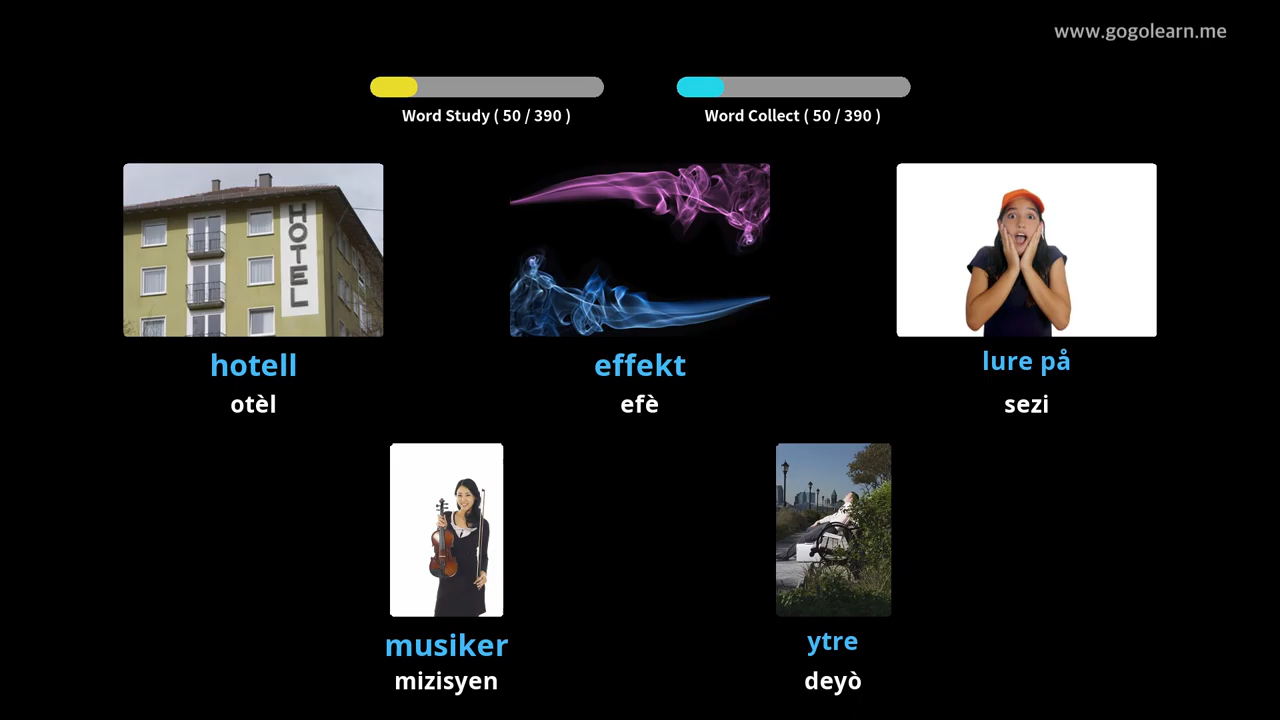 www.gogolearn.me
Word Study ( 50 / 390 )
Word Collect ( 50 / 390 )
HOTEL
hotell
effekt
lure på
otèl
efè
sezi
musiker
ytre
mizisyen
deyò